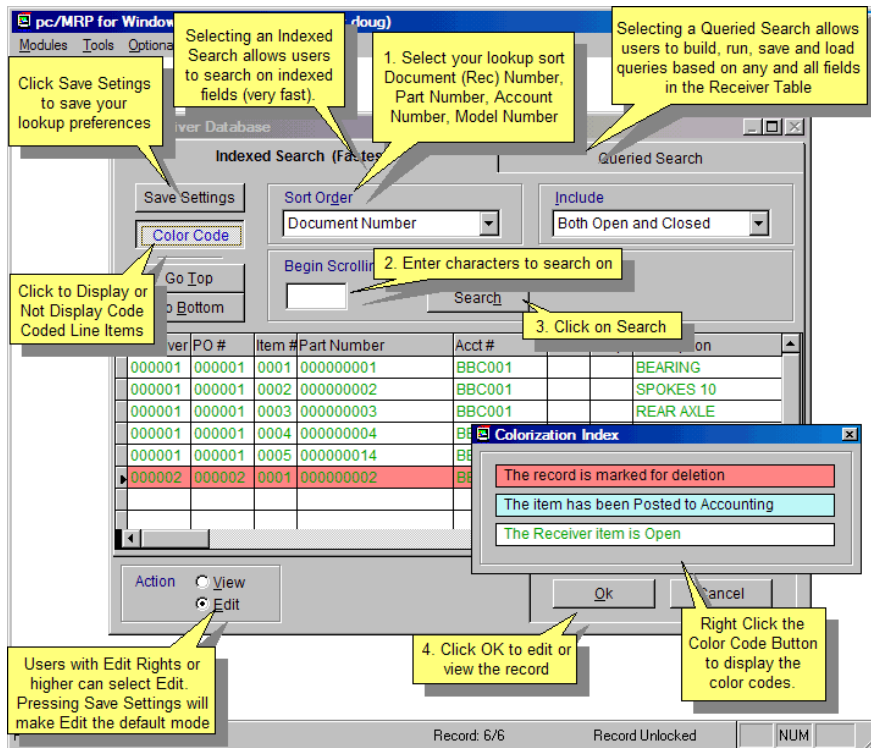 pc/MRP for Window doug)
Modules Tools Optiona
Selecting an Indexed
Search allows users
to search on indexed
fields (very fast).
1. Select your lookup sort
Document (Rec) Number,
Part Number, Account
Number, Model Number
Selecting a Queried Search allows
users to build, run, save and load
queries based on any and all fields
in the Receiver Table
Click Save Setings
to save your
lookup preferences
iver Database
Indexed Search (Fastes
Queried Search
Save Settings
Sort Order
Include
Document Number
Both Open and Closed
Color Code
Begin Scrollin
2. Enter characters to search on
Go Top
Search
o Bottom
Click to Display or
Not Display Code
Coded Line Items
3. Click on Search
ver PO # Item # Part Number Acct # on
000001 000001 0001 000000001 BBC001 BEARING
000001 000001 0002 000000002 BBC001 SPOKES 10
000001 000001 0003 000000003 BBC001 REAR AXLE
000001 000001 0004 000000004 BB
000001 000001 0005 000000014 BB
000002 000002 0001 000000002 BB
Colorization Index
The record is marked for deletion
The item has been Posted to Accounting
The Receiver item is Open
Action View
Edit
Ok
Cancel
Right Click the
Color Code Button
to display the
color codes.
4. Click OK to edit or
view the record
Users with Edit Rights or
higher can select Edit.
Pressing Save Settings will
make Edit the default mode
Record: 6/6 Record Unlocked NUM